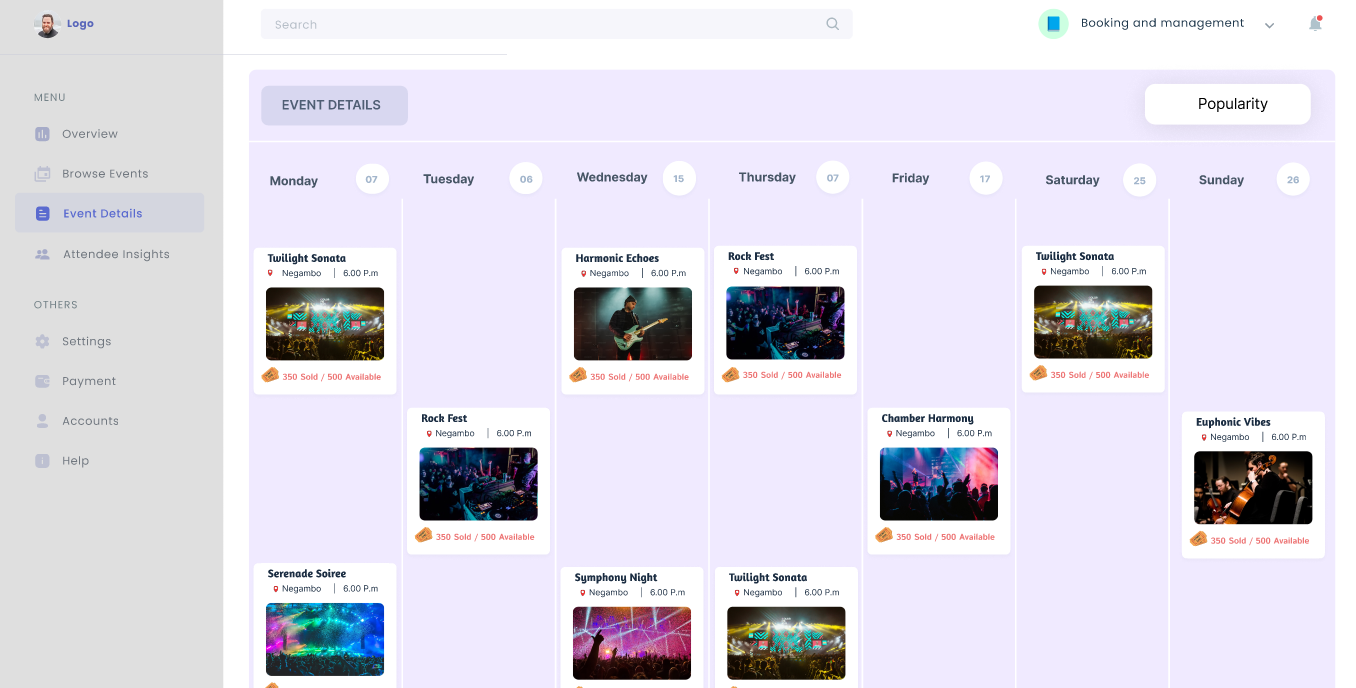 Logo
Search
Booking and management
MENU
Overview
Browse Events
Event Details
Attendee Insights
OTHERS
Settings
Payment
Accounts
Help
EVENT DETAILS
Popularity
Monday 07
Tuesday 06
Wednesday 15
Thursday 07
Friday 17
Saturday 25
Sunday 26
Twilight Sonata
Negambo | 6.00 P.m
350 Sold / 500 Available
Harmonic Echoes
Negambo | 6.00 P.m
350 Sold / 500 Available
Rock Fest
Negambo | 6.00 P.m
350 Sold / 500 Available
Twilight Sonata
Negambo | 6.00 P.m
350 Sold / 500 Available
Rock Fest
Negambo | 6.00 P.m
350 Sold / 500 Available
Chamber Harmony
Negambo | 6.00 P.m
350 Sold / 500 Available
Euphonic Vibes
Negambo | 6.00 P.m
350 Sold / 500 Available
Serenade Soiree
Negambo | 6.00 P.m
Symphony Night
Negambo | 6.00 P.m
Twilight Sonata
Negambo | 6.00 P.m